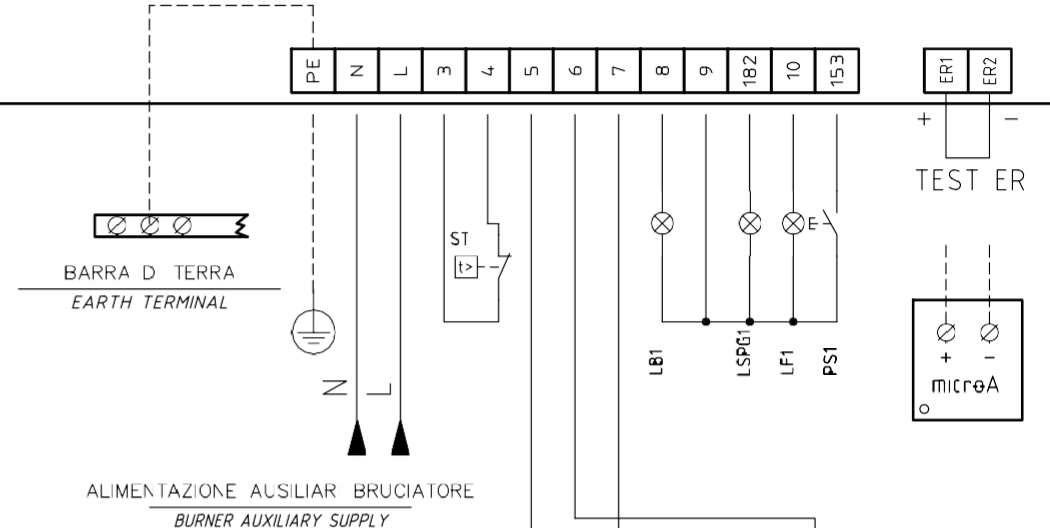 PE N L 3 4 5 6 7 8 9 182 10 153 ER1 ER2
+ −
TEST ER
ST
t>
E
BARRA D TERRA
EARTH TERMINAL
LB1 LSPG1 LF1 PS1
+ −
microA
N L
ALIMENTAZIONE AUSILIARI BRUCIATORE
BURNER AUXILIARY SUPPLY